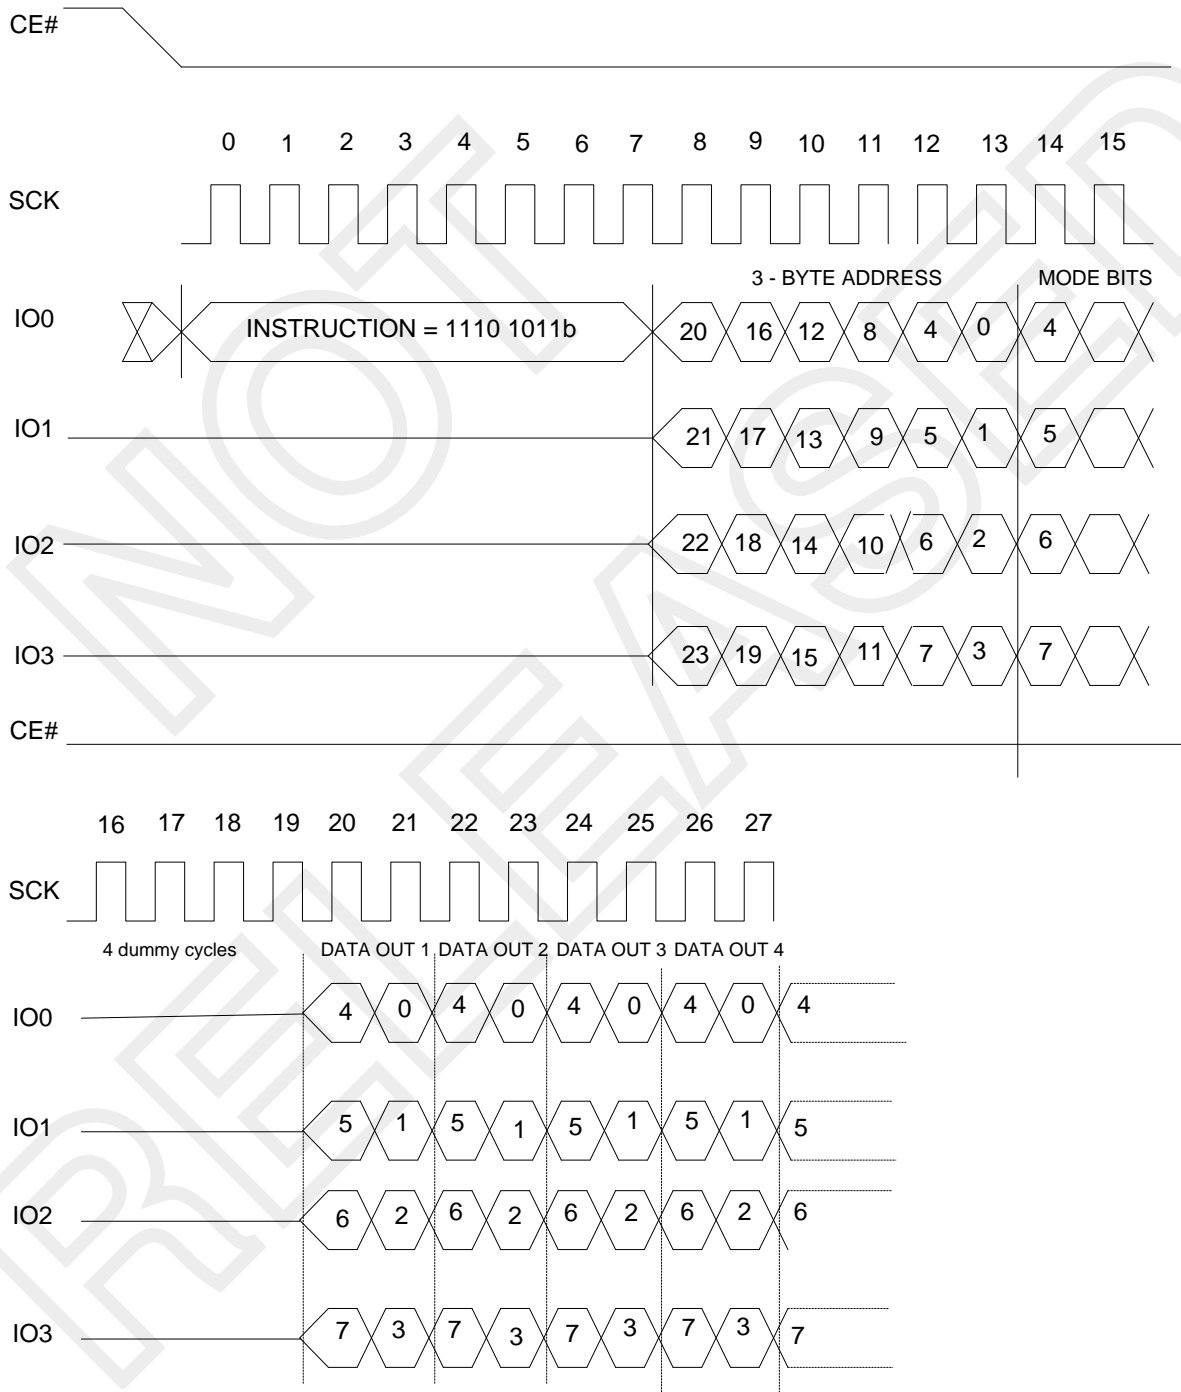 CE#
0 1 2 3 4 5 6 7 8 9 10 11 12 13 14 15
SCK
3 - BYTE ADDRESS MODE BITS
IO0 INSTRUCTION = 1110 1011b 20 16 12 8 4 0 4
IO1 21 17 13 9 5 1 5
IO2 22 18 14 10 6 2 6
IO3 23 19 15 11 7 3 7
CE#
16 17 18 19 20 21 22 23 24 25 26 27
SCK
4 dummy cycles DATA OUT 1 DATA OUT 2 DATA OUT 3 DATA OUT 4
IO0 4 0 4 0 4 0 4 0 4
IO1 5 1 5 1 5 1 5 1 5
IO2 6 2 6 2 6 2 6 2 6
IO3 7 3 7 3 7 3 7 3 7
NOT
RELEASED